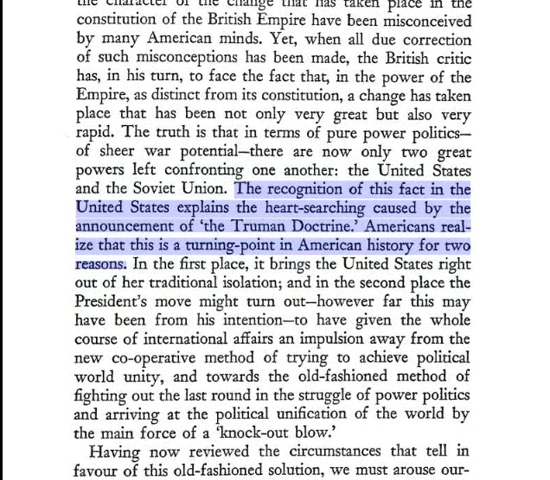 the character of the change that has taken place in the
constitution of the British Empire have been misconceived
by many American minds. Yet, when all due correction
of such misconceptions has been made, the British critic
has, in his turn, to face the fact that, in the power of the
Empire, as distinct from its constitution, a change has taken
place that has been not only very great but also very
rapid. The truth is that in terms of pure power politics—
of sheer war potential—there are now only two great
powers left confronting one another: the United States
and the Soviet Union. The recognition of this fact in the
United States explains the heart-searching caused by the
announcement of ‘the Truman Doctrine.’ Americans real-
ize that this is a turning-point in American history for two
reasons. In the first place, it brings the United States right
out of her traditional isolation; and in the second place the
President's move might turn out—however far this may
have been from his intention—to have given the whole
course of international affairs an impulsion away from the
new co-operative method of trying to achieve political
world unity, and towards the old-fashioned method of
fighting out the last round in the struggle of power politics
and arriving at the political unification of the world by
the main force of a ‘knock-out blow.’
Having now reviewed the circumstances that tell in
favour of this old-fashioned solution, we must arouse our-